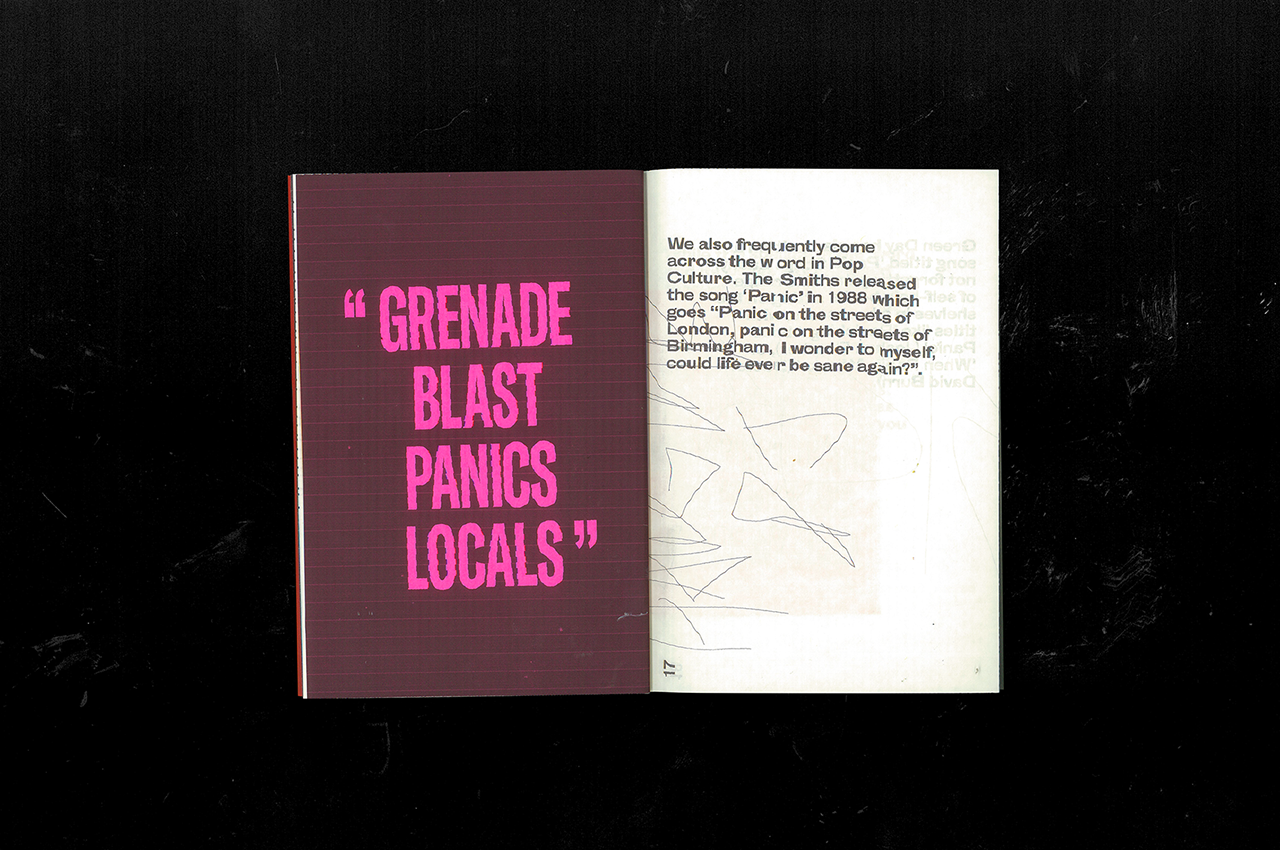 “ GRENADE
BLAST
PANICS
LOCALS ”
We also frequently come
across the word in Pop
Culture. The Smiths released
the song ‘Panic’ in 1988 which
goes “Panic on the streets of
London, panic on the streets of
Birmingham, I wonder to myself,
could life ever be sane again?”.
17